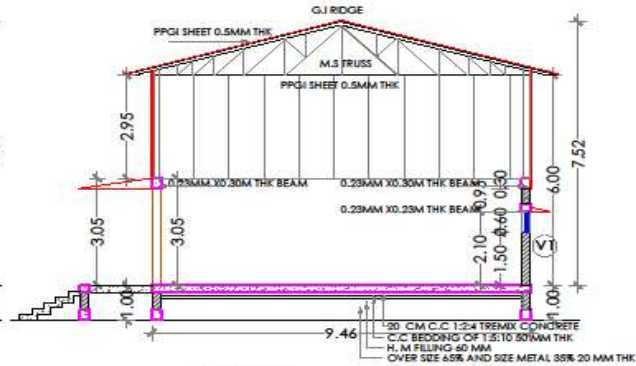 G.I RIDGE
PPGI SHEET 0.5MM THK
M.S TRUSS
PPGI SHEET 0.5MM THK
2.95
7.52
6.00
0.23MM X0.30M THK BEAM
0.23MM X0.30M THK BEAM
0.95
0.30
0.23MM X0.23M THK BEAM
0.60
3.05
3.05
2.10
1.50
V1
1.00
1.00
1.00
9.46
20 CM C.C 1:2:4 TREMIX CONCRETE
C.C BEDDING OF 1:5:10 50MM THK
H. M FILLING 60 MM
OVER SIZE 65% AND SIZE METAL 35% 20 MM THK